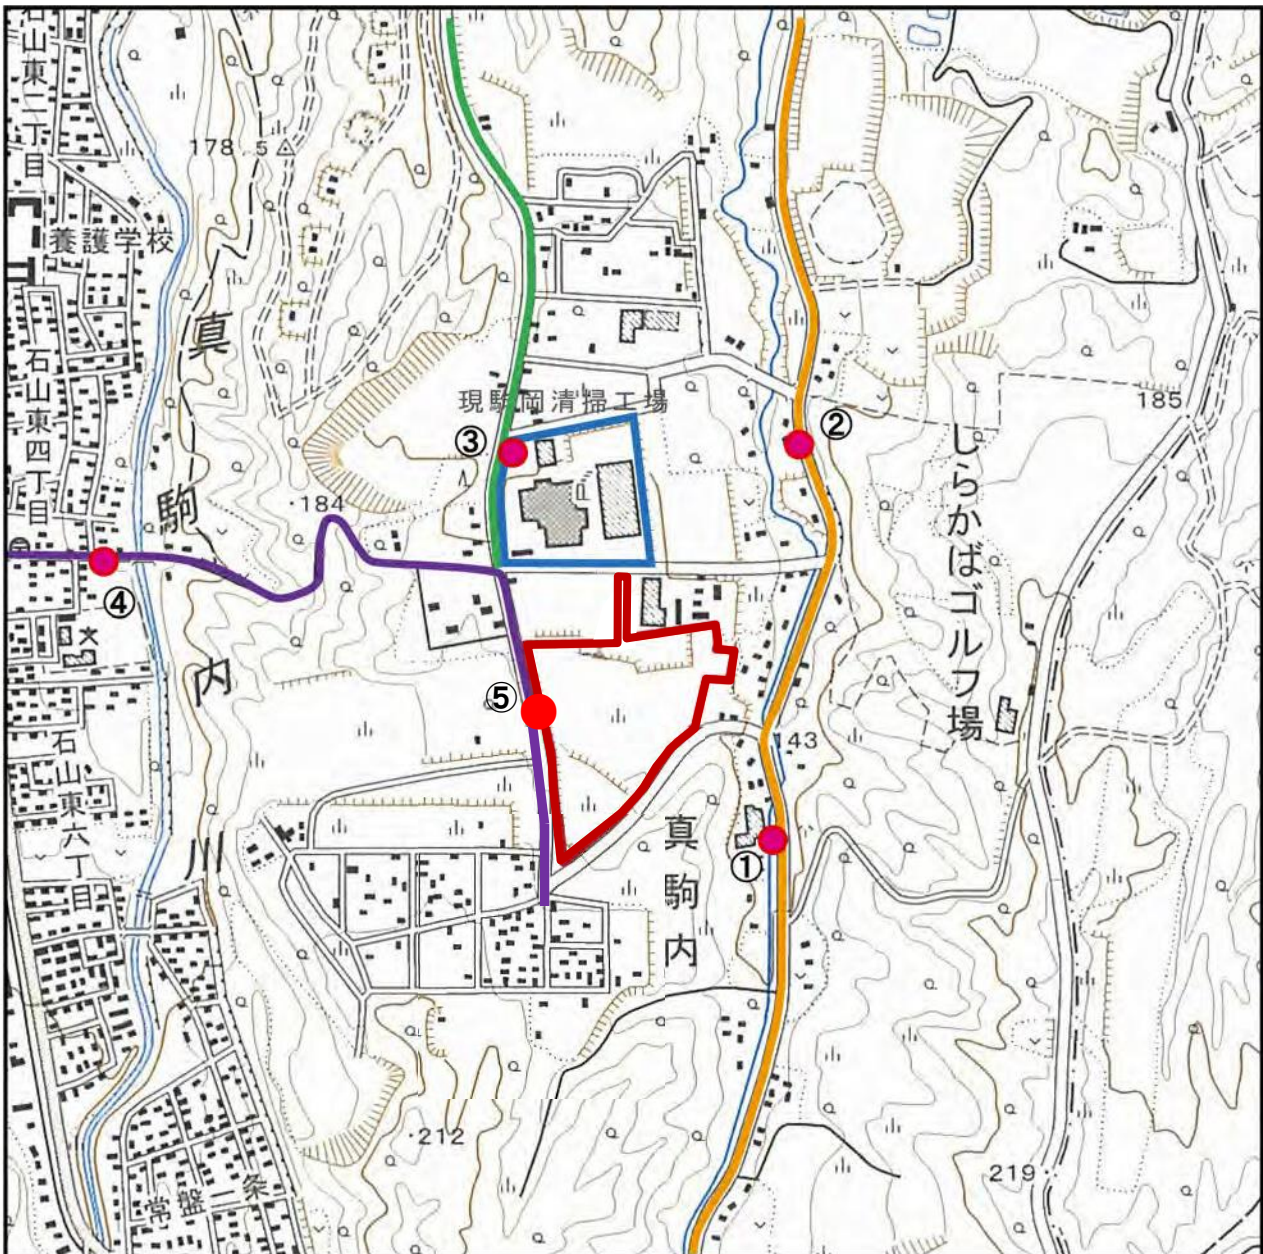 石山東二丁目
178.5
養護学校
真駒内川
石山東四丁目
現駒岡清掃工場
③
②
185
しらかばゴルフ場
184
④
⑤
143
石山東六丁目
①
真駒内
212
219
常盤一条